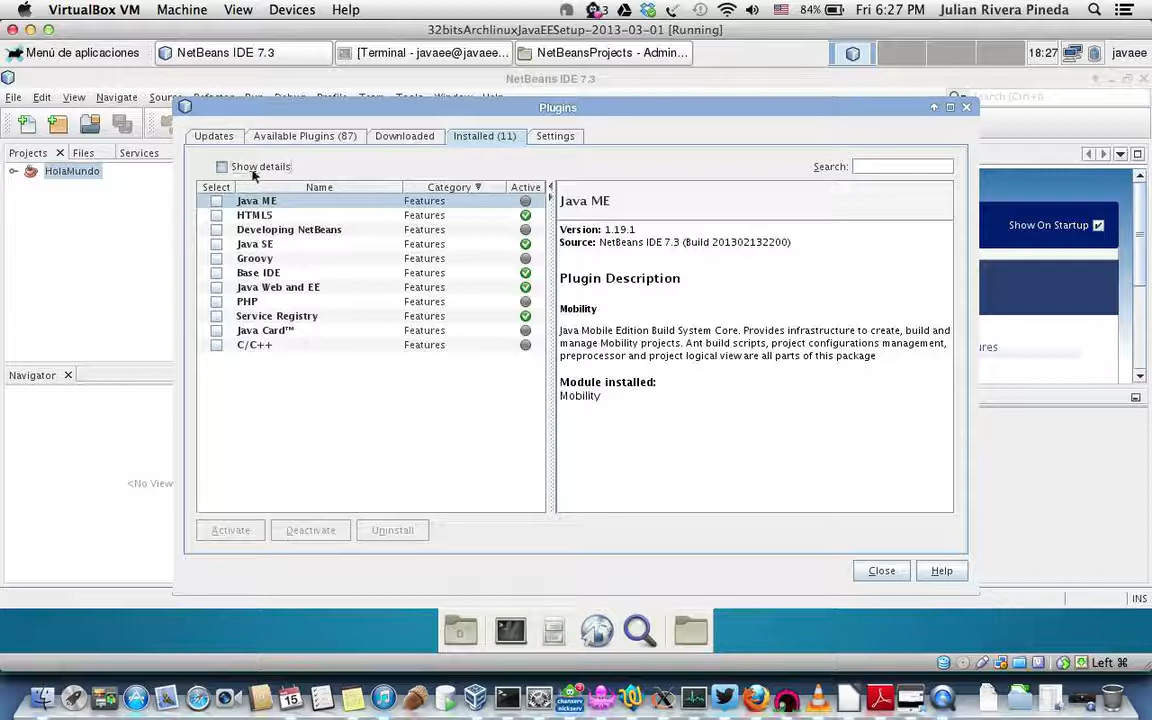 VirtualBox VM Machine View Devices Help 84% Fri 6:27 PM Julian Rivera Pineda
32bitsArchlinuxJavaEESetup-2013-03-01 [Running]
Menú de aplicaciones NetBeans IDE 7.3 [Terminal - javaee@javaee... NetBeansProjects - Admin... 18:27 javaee
NetBeans IDE 7.3
File Edit View Navigate Source
Plugins
Updates Available Plugins (87) Downloaded Installed (11) Settings
Projects Files Services
HolaMundo
Show details Search:
Select Name Category Active
Java ME Features
HTML5 Features
Developing NetBeans Features
Java SE Features
Groovy Features
Base IDE Features
Java Web and EE Features
PHP Features
Service Registry Features
Java Card™ Features
C/C++ Features
Java ME
Version: 1.19.1
Source: NetBeans IDE 7.3 (Build 201302132200)
Plugin Description
Mobility
Java Mobile Edition Build System Core. Provides infrastructure to create, build and
manage Mobility projects. Ant build scripts, project configurations management,
preprocessor and project logical view are all parts of this package
Module installed:
Mobility
Show On Startup
Navigator
<No View
Activate Deactivate Uninstall
Close Help
INS
Left ⌘